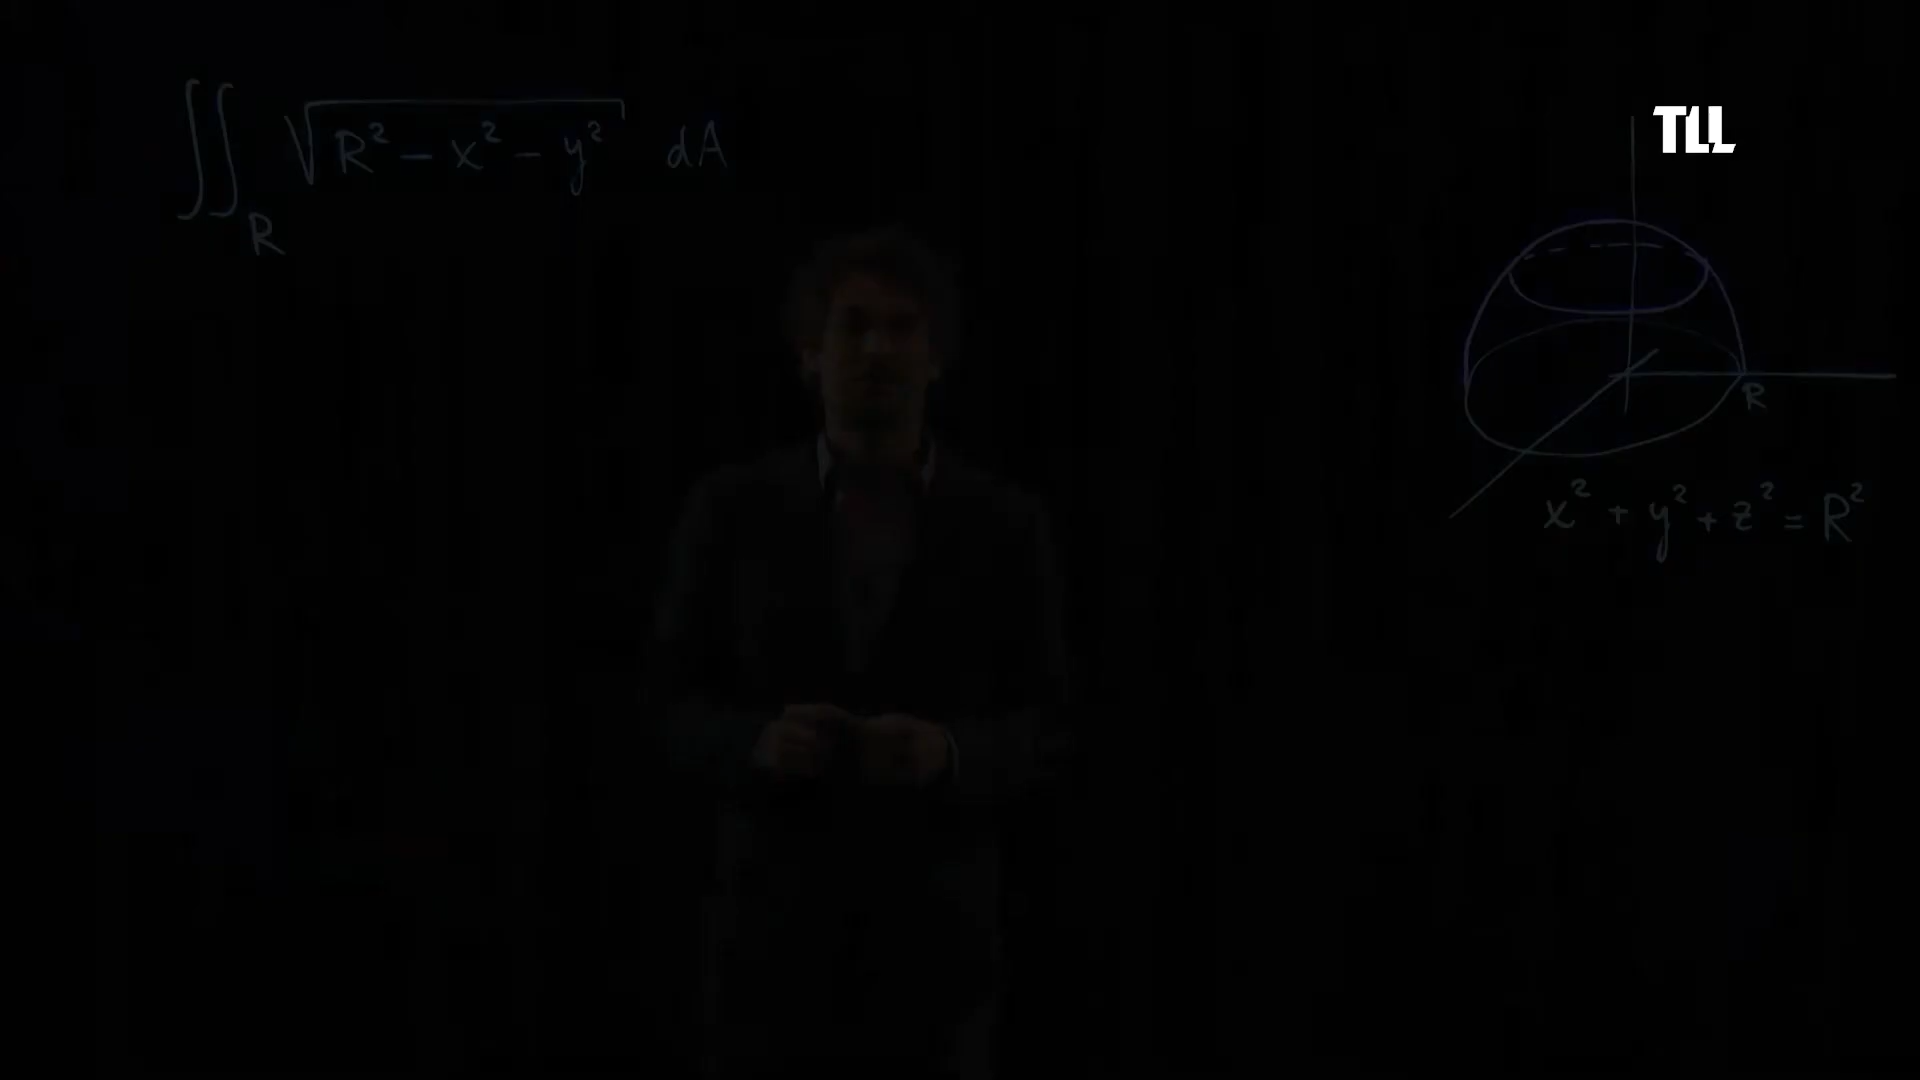 ∬_R √(R² − x² − y²) dA
TLL
R
x² + y² + z² = R²